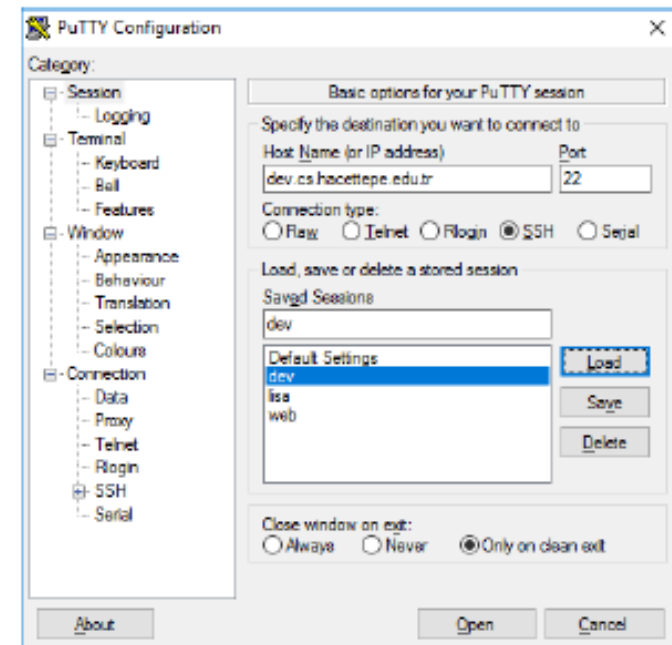 PuTTY Configuration
Category:
Session
Logging
Terminal
Keyboard
Bell
Features
Window
Appearance
Behaviour
Translation
Selection
Colours
Connection
Data
Proxy
Telnet
Rlogin
SSH
Serial
Basic options for your PuTTY session
Specify the destination you want to connect to
Host Name (or IP address) Port
dev.cs.hacettepe.edu.tr 22
Connection type:
Raw Telnet Rlogin SSH Serial
Load, save or delete a stored session
Saved Sessions
dev
Default Settings
dev
lisa
web
Load
Save
Delete
Close window on exit:
Always Never Only on clean exit
About Open Cancel